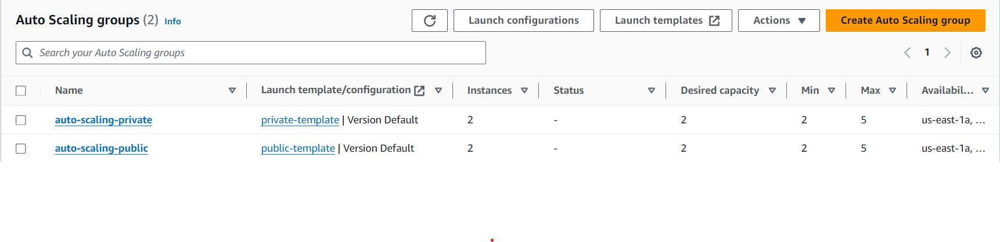 Auto Scaling groups (2) Info
Launch configurations
Launch templates
Actions
Create Auto Scaling group
Search your Auto Scaling groups
1
Name Launch template/configuration Instances Status Desired capacity Min Max Availabil...
auto-scaling-private private-template | Version Default 2 - 2 2 5 us-east-1a, ...
auto-scaling-public public-template | Version Default 2 - 2 2 5 us-east-1a, ...